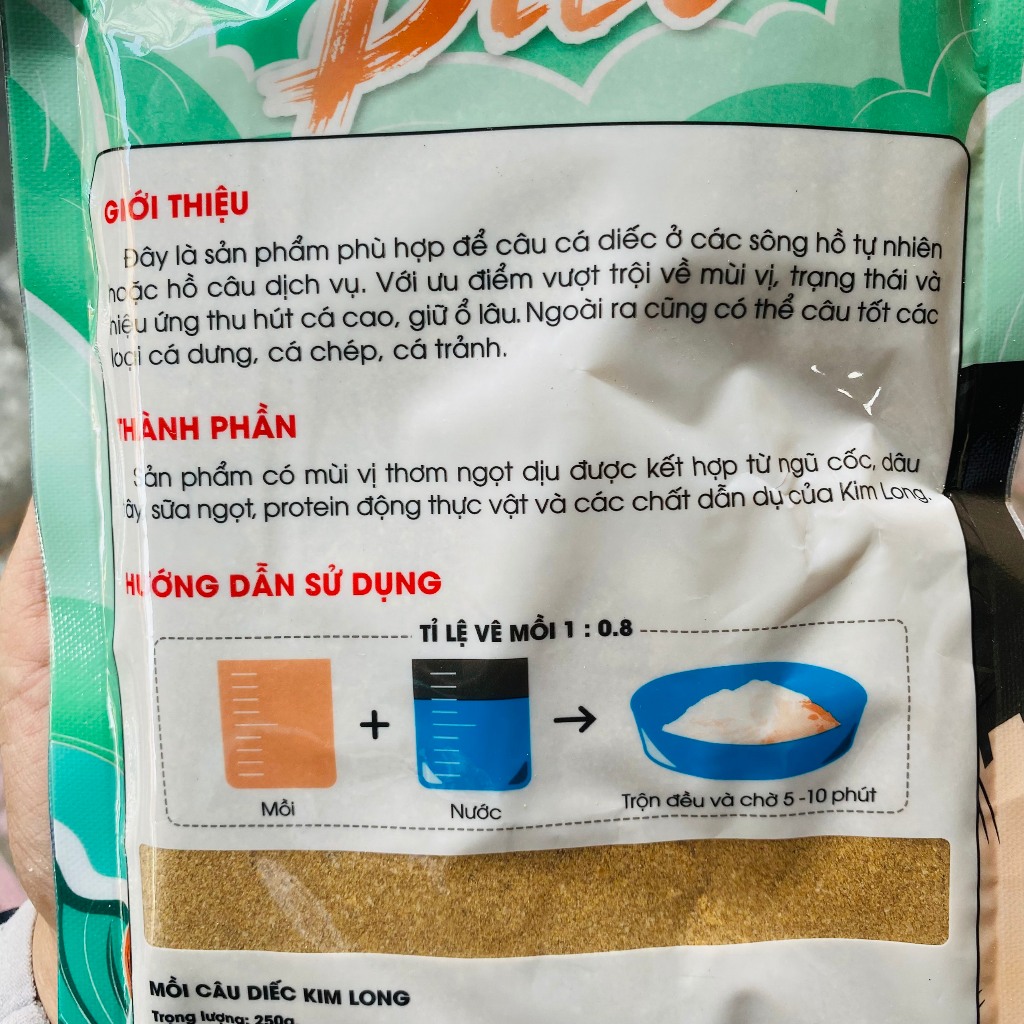 GIỚI THIỆU
Đây là sản phẩm phù hợp để câu cá diếc ở các sông hồ tự nhiên
hoặc hồ câu dịch vụ. Với ưu điểm vượt trội về mùi vị, trạng thái và
hiệu ứng thu hút cá cao, giữ ổ lâu. Ngoài ra cũng có thể câu tốt các
loại cá dưng, cá chép, cá trảnh.
THÀNH PHẦN
Sản phẩm có mùi vị thơm ngọt dịu được kết hợp từ ngũ cốc, dâu
tây, sữa ngọt, protein động thực vật và các chất dẫn dụ của Kim Long.
HƯỚNG DẪN SỬ DỤNG
TỈ LỆ VÊ MỒI 1 : 0.8
+
Mồi
Nước
Trộn đều và chờ 5 -10 phút
MỒI CÂU DIẾC KIM LONG
Trọng lượng: 250g